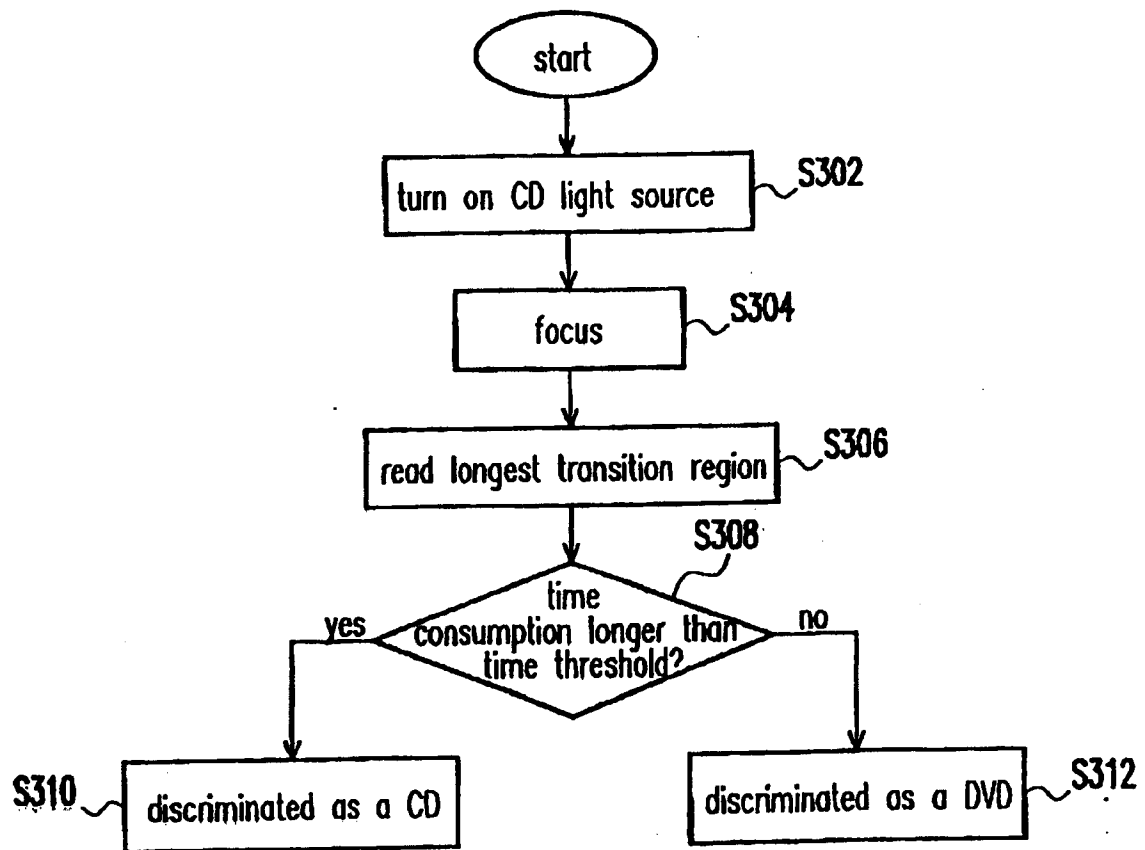 start
turn on CD light source
S302
focus
S304
read longest transition region
S306
S308
time
consumption longer than
time threshold?
yes
no
S310
discriminated as a CD
discriminated as a DVD
S312